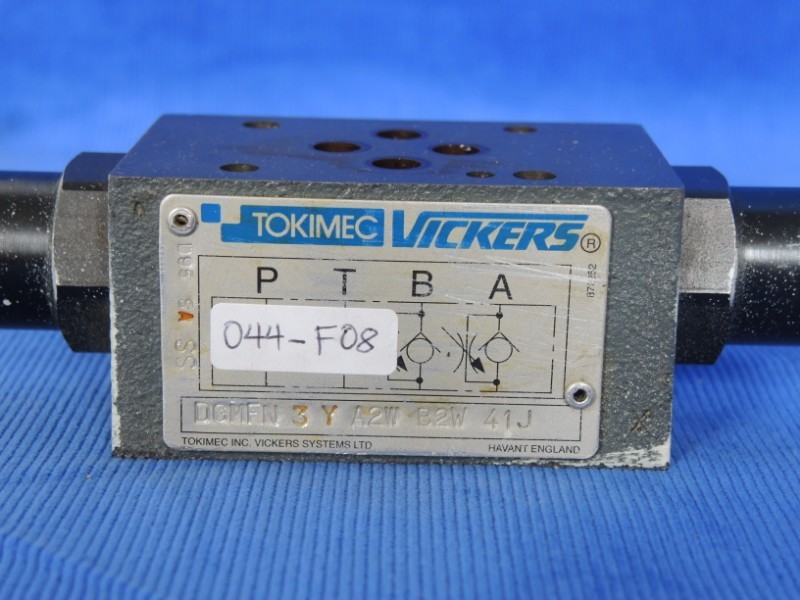 TOKIMEC VICKERS ®
P T B A
044-F08
DGMFN 3 Y A2W B2W 41J
TOKIMEC INC. VICKERS SYSTEMS LTD HAVANT ENGLAND